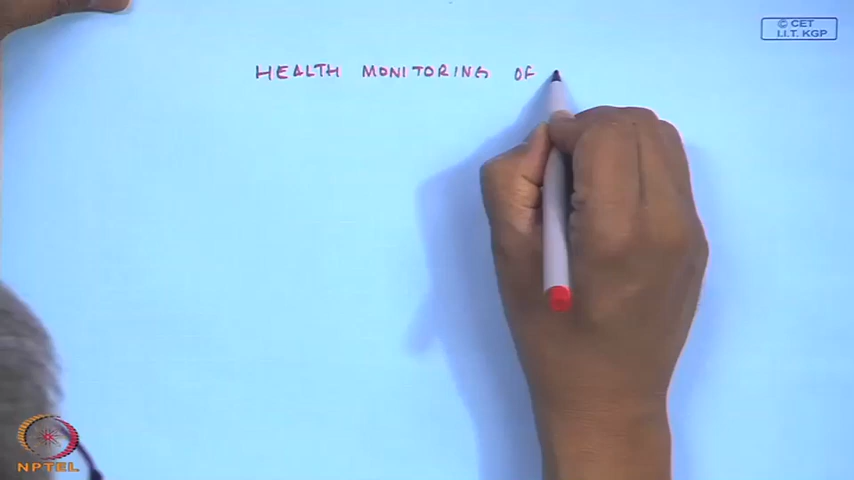 © CET
I.I.T. KGP
HEALTH MONITORING OF
NPTEL